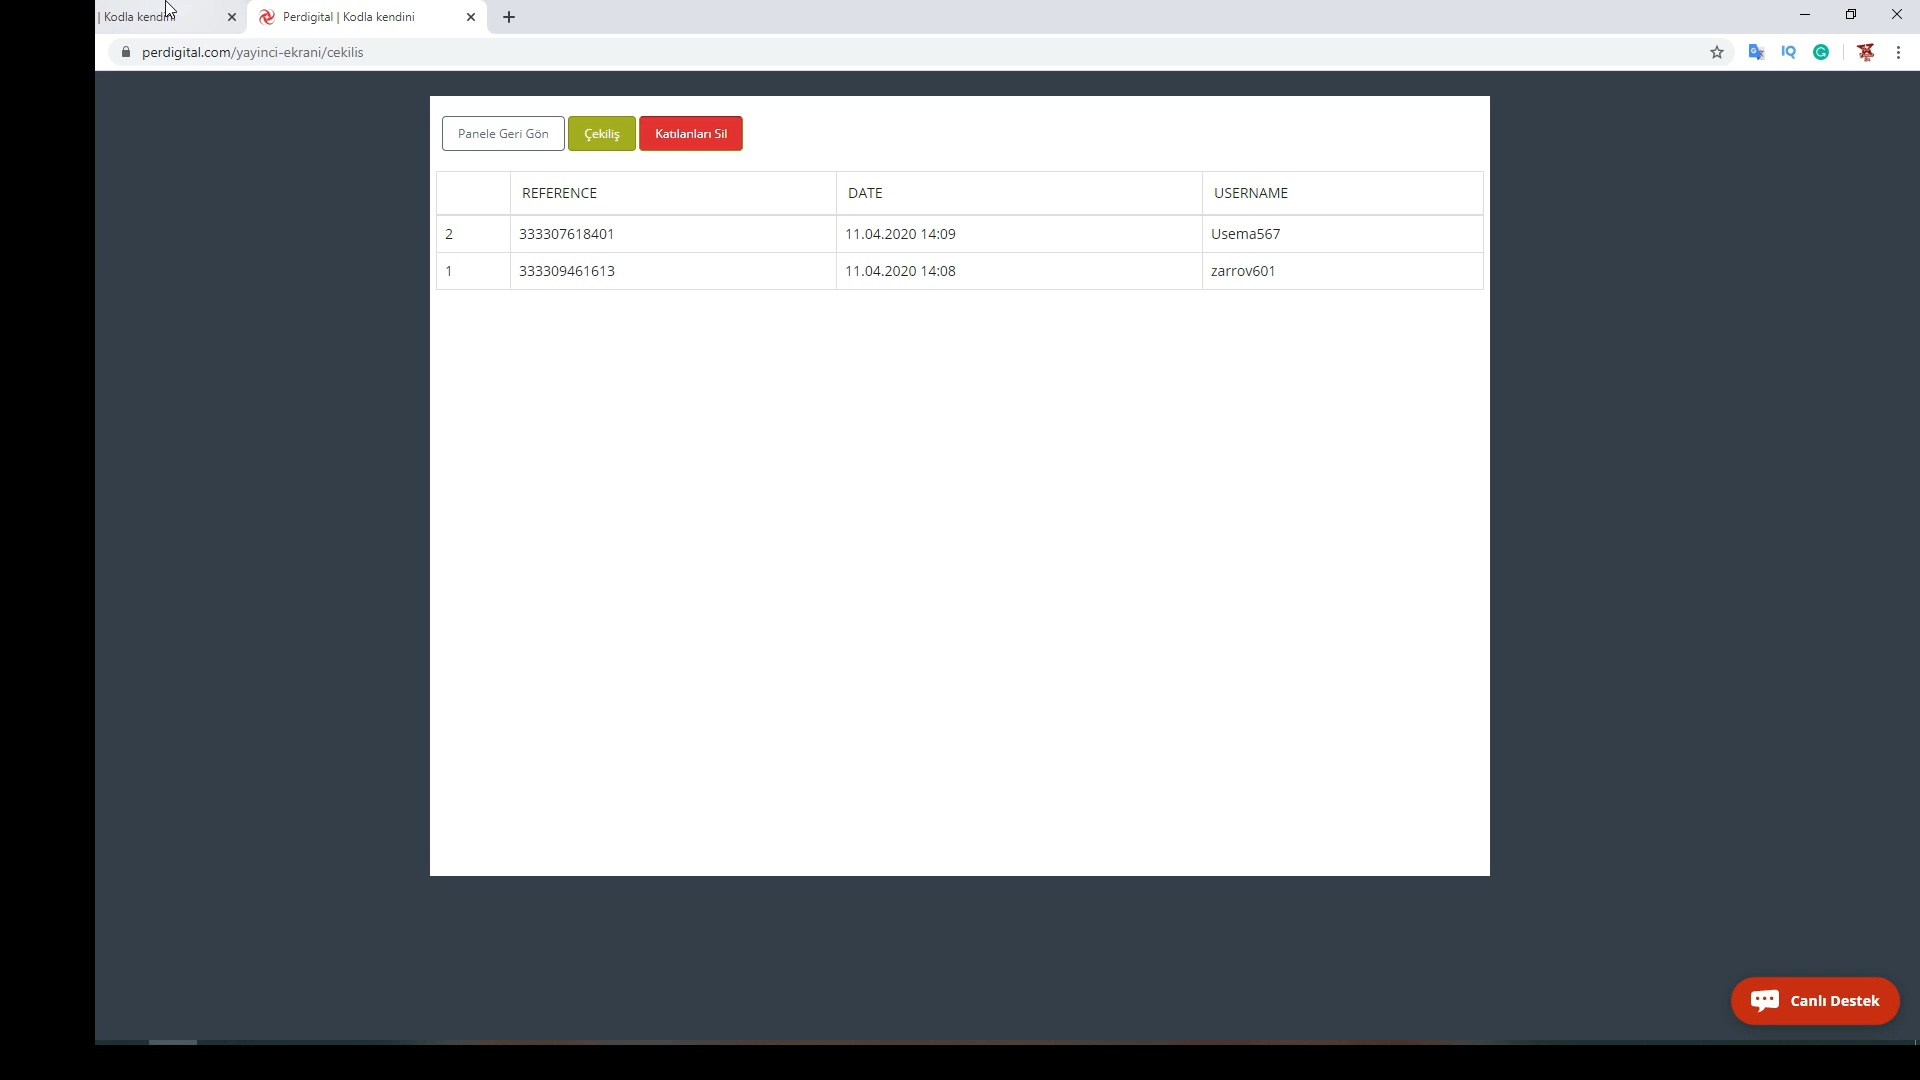 | Kodla kendini
Perdigital | Kodla kendini
perdigital.com/yayinci-ekrani/cekilis
Panele Geri Gön
Çekiliş
Katılanları Sil
REFERENCE DATE USERNAME
2 333307618401 11.04.2020 14:09 Usema567
1 333309461613 11.04.2020 14:08 zarrov601
Canlı Destek